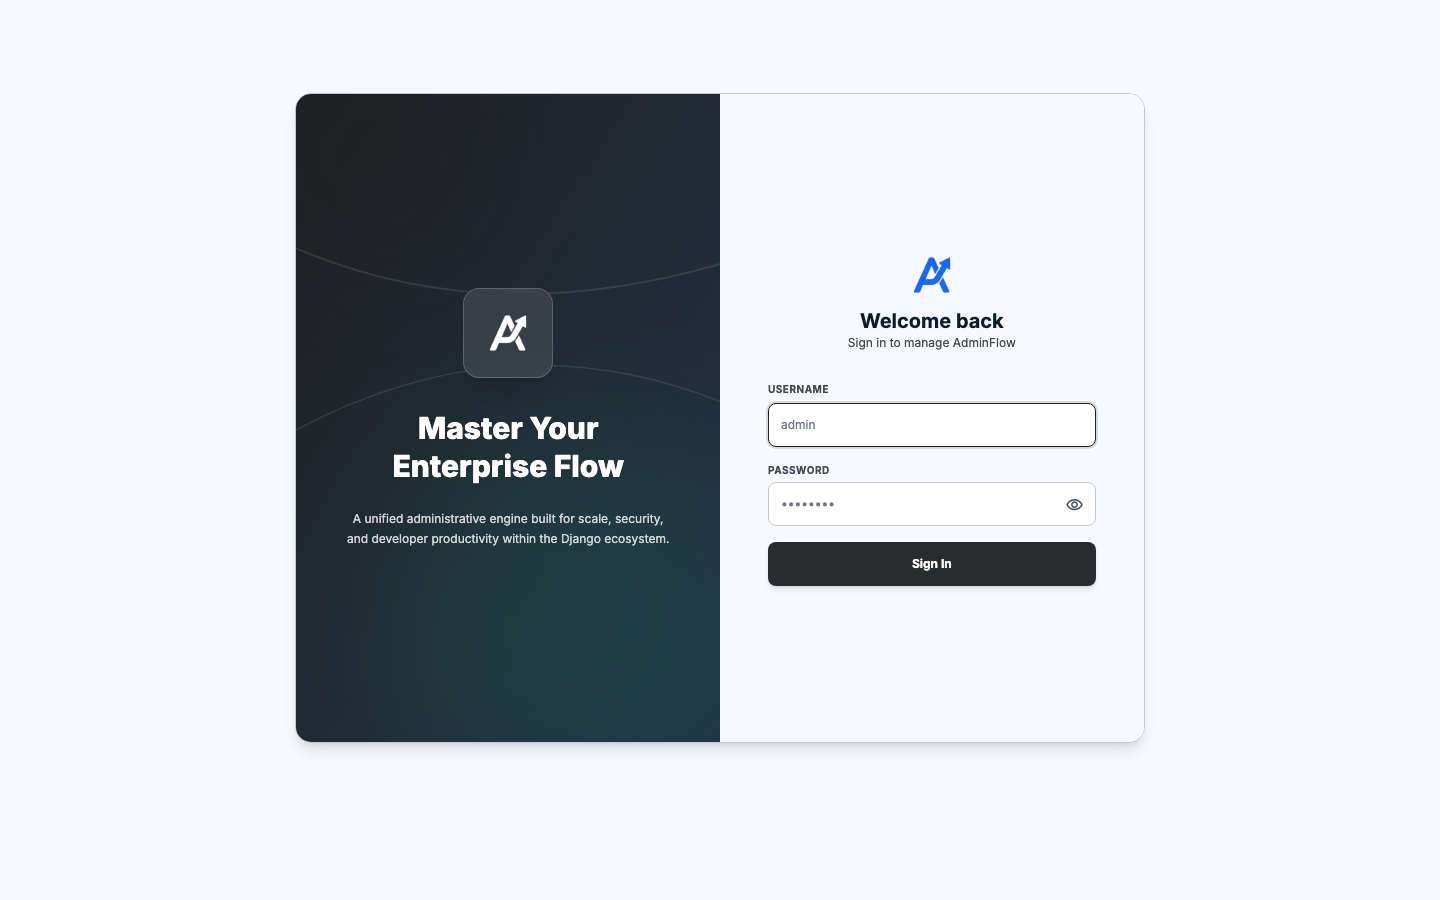 Master Your
Enterprise Flow
A unified administrative engine built for scale, security,
and developer productivity within the Django ecosystem.
Welcome back
Sign in to manage AdminFlow
USERNAME
admin
PASSWORD
••••••••
Sign In